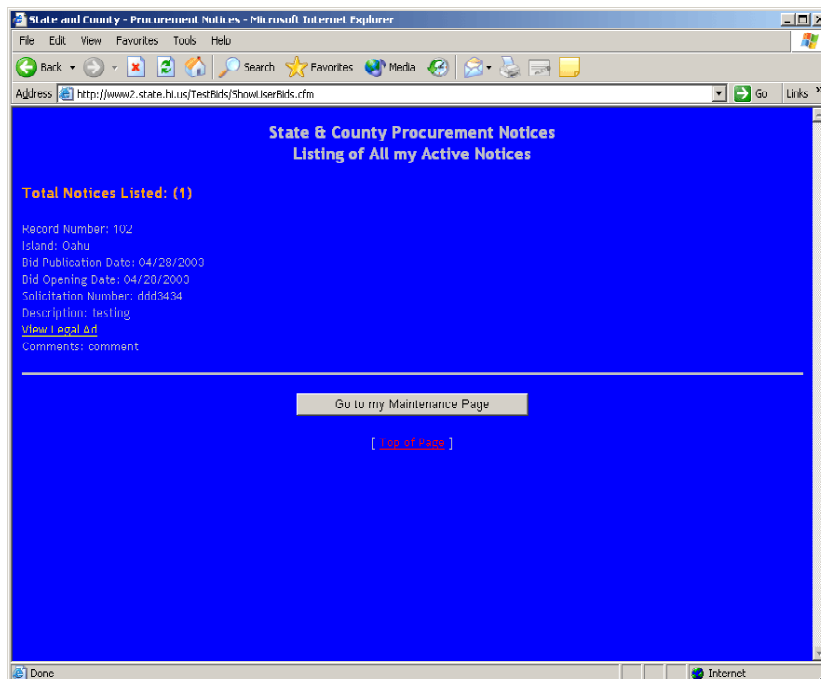 State and County - Procurement Notices - Microsoft Internet Explorer
File Edit View Favorites Tools Help
Back Search Favorites Media
Address http://www2.state.hi.us/TestBids/ShowUserBids.cfm Go Links »
State & County Procurement Notices
Listing of All my Active Notices
Total Notices Listed: (1)
Record Number: 102
Island: Oahu
Bid Publication Date: 04/28/2003
Bid Opening Date: 04/28/2003
Solicitation Number: ddd3434
Description: testing
View Legal Ad
Comments: comment
Go to my Maintenance Page
[ Top of Page ]
Done Internet